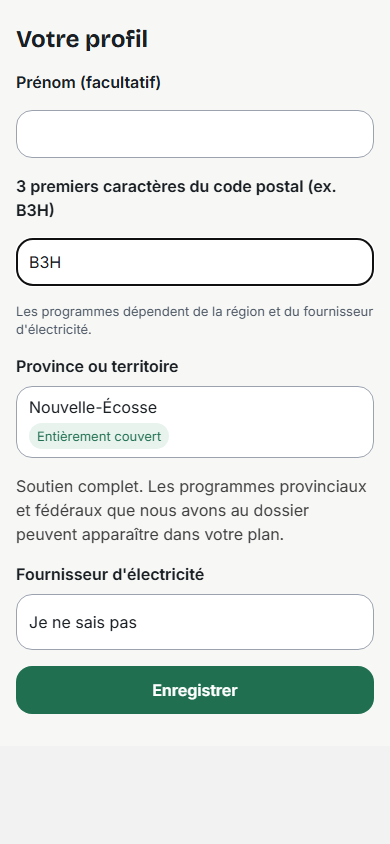 Votre profil
Prénom (facultatif)
3 premiers caractères du code postal (ex.
B3H)
B3H
Les programmes dépendent de la région et du fournisseur
d'électricité.
Province ou territoire
Nouvelle-Écosse
Entièrement couvert
Soutien complet. Les programmes provinciaux
et fédéraux que nous avons au dossier
peuvent apparaître dans votre plan.
Fournisseur d'électricité
Je ne sais pas
Enregistrer